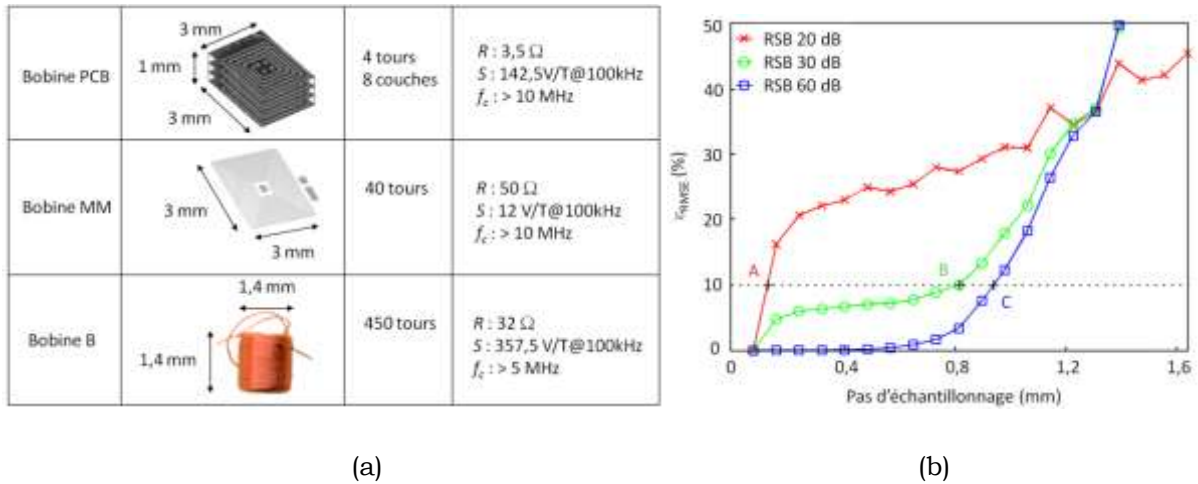 3 mm
Bobine PCB
1 mm
3 mm
4 tours
8 couches
R : 3,5 Ω
S : 142,5V/T@100kHz
fc : > 10 MHz
Bobine MM
3 mm
3 mm
40 tours
R : 50 Ω
S : 12 V/T@100kHz
fc : > 10 MHz
Bobine B
1,4 mm
1,4 mm
450 tours
R : 32 Ω
S : 357,5 V/T@100kHz
fc : > 5 MHz
(a)
50
40
30
20
10
0
εRMSE (%)
RSB 20 dB
RSB 30 dB
RSB 60 dB
A
B
C
0
0,4
0,8
1,2
1,6
Pas d'échantillonnage (mm)
(b)